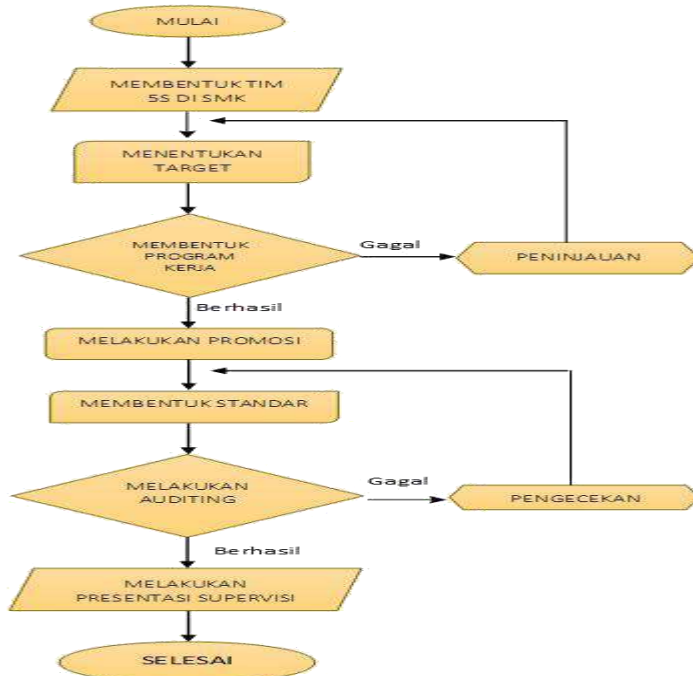 MULAI
MEMBENTUK TIM
5S DI SMK
MENENTUKAN
TARGET
MEMBENTUK
PROGRAM
KERJA
Gagal
PENINJAUAN
Berhasil
MELAKUKAN PROMOSI
MEMBENTUK STANDAR
MELAKUKAN
AUDITING
Gagal
PENGECEKAN
Berhasil
MELAKUKAN
PRESENTASI SUPERVISI
SELESAI